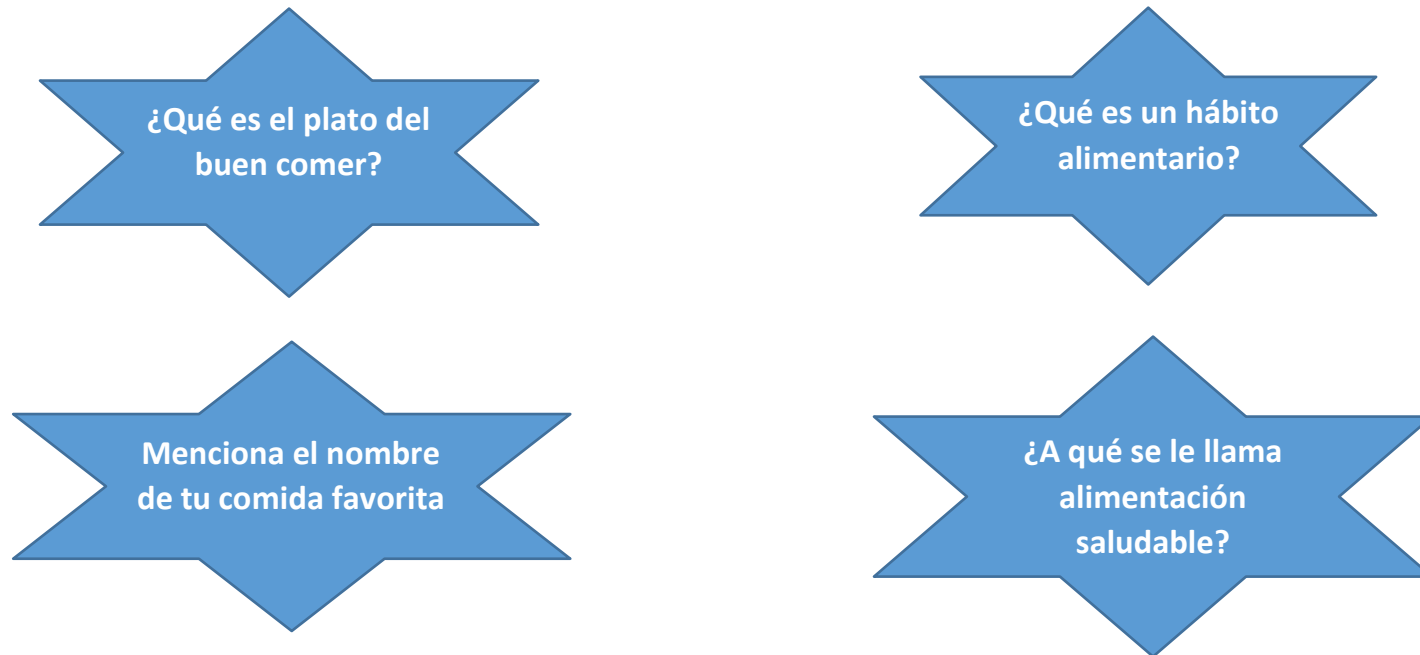 ¿Qué es el plato del
buen comer?
¿Qué es un hábito
alimentario?
Menciona el nombre
de tu comida favorita
¿A qué se le llama
alimentación
saludable?